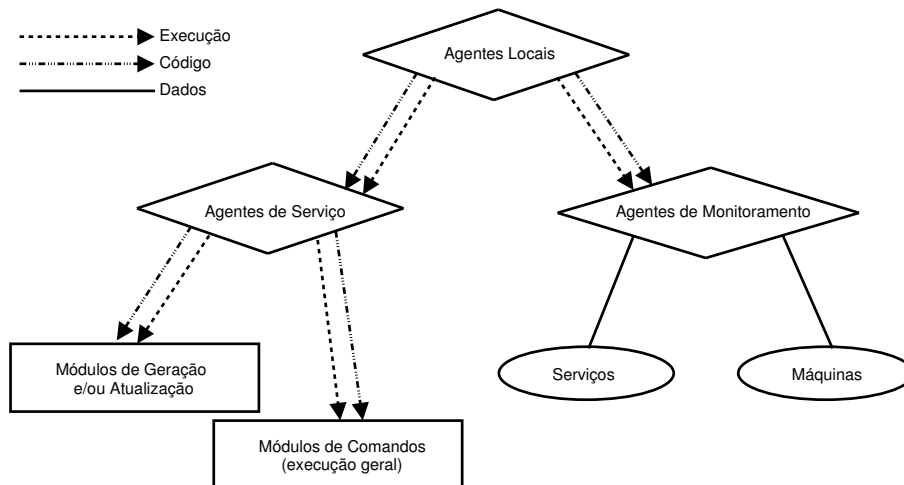 Execução
Código
Dados
Agentes Locais
Agentes de Serviço
Agentes de Monitoramento
Módulos de Geração
e/ou Atualização
Serviços
Máquinas
Módulos de Comandos
(execução geral)